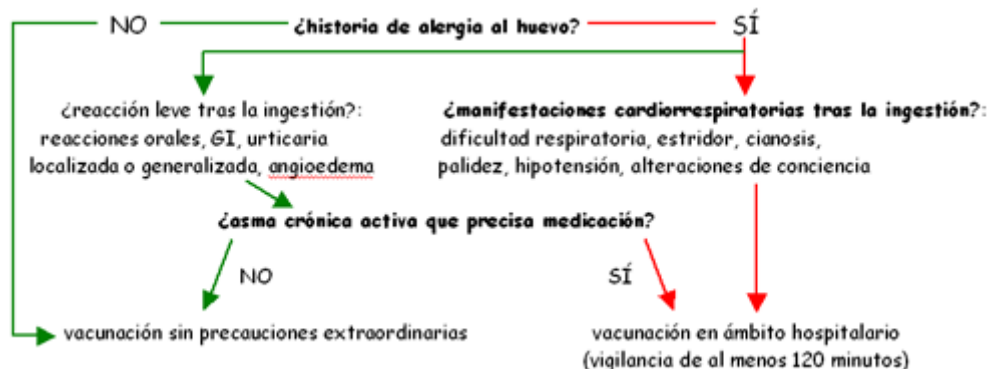 NO ¿historia de alergia al huevo? SÍ
¿reacción leve tras la ingestión?:
reacciones orales, GI, urticaria
localizada o generalizada, angioedema
¿manifestaciones cardiorrespiratorias tras la ingestión?:
dificultad respiratoria, estridor, cianosis,
palidez, hipotensión, alteraciones de conciencia
¿asma crónica activa que precisa medicación?
NO
SÍ
vacunación sin precauciones extraordinarias
vacunación en ámbito hospitalario
(vigilancia de al menos 120 minutos)